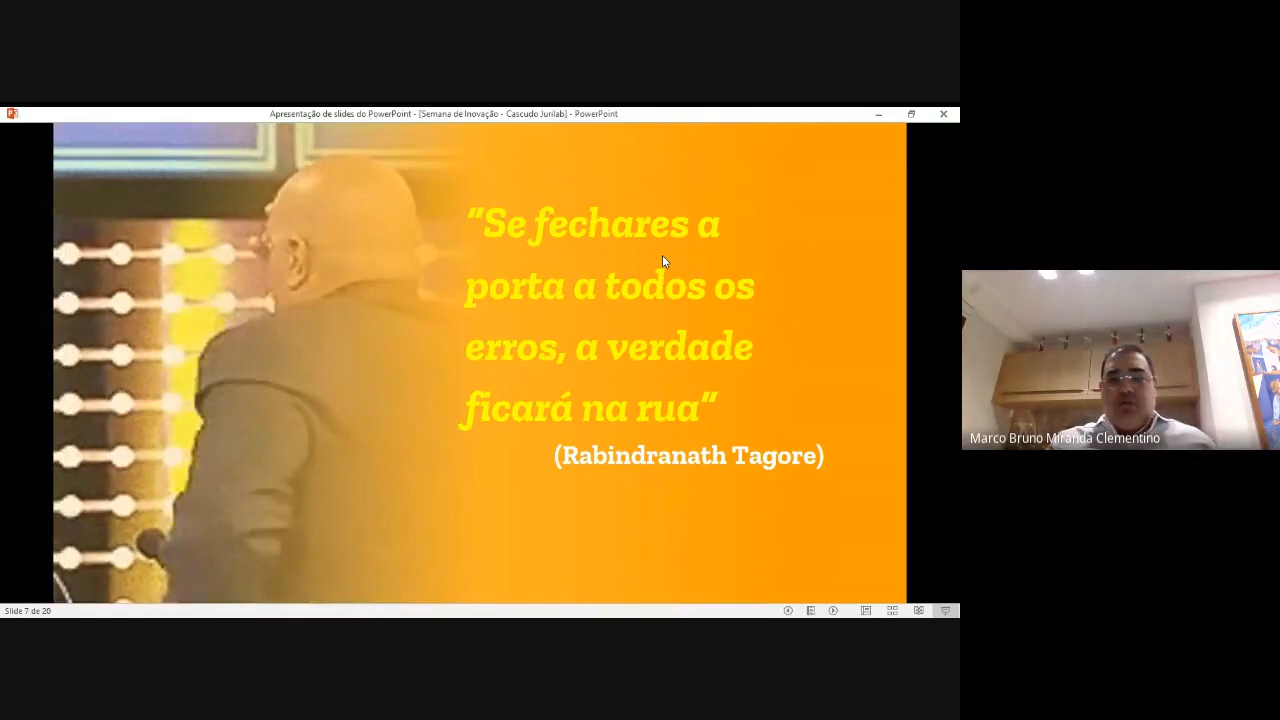 Apresentação de slides do PowerPoint - [Semana de Inovação - Cascudo Jurilab] - PowerPoint
“Se fechares a
porta a todos os
erros, a verdade
ficará na rua”
(Rabindranath Tagore)
Marco Bruno Miranda Clementino
Slide 7 de 20